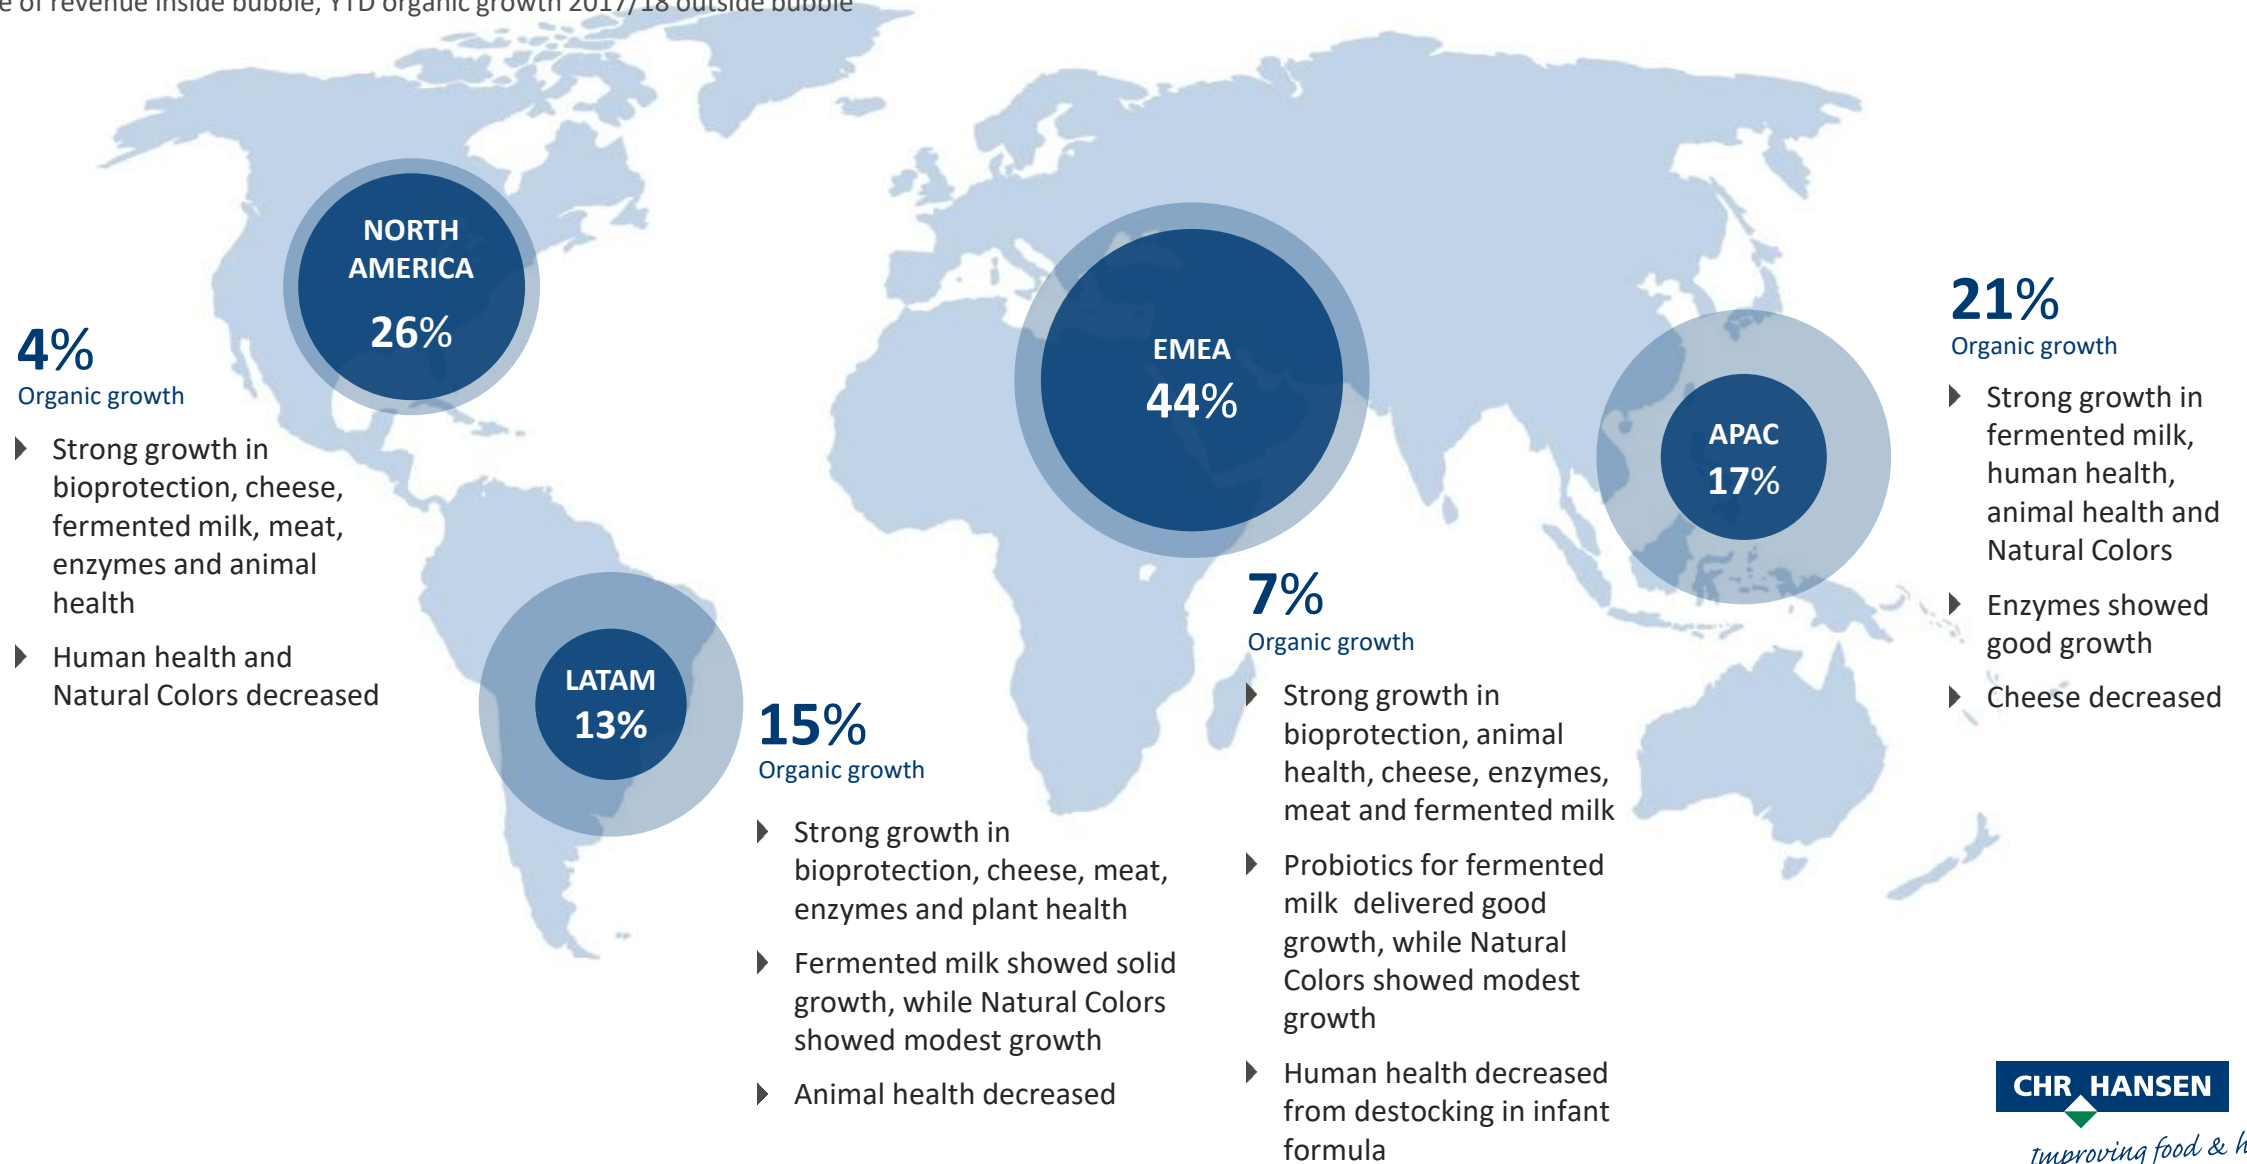 of revenue inside bubble, YTD organic growth 2017/18 outside bubble
NORTH
AMERICA
26%
4%
Organic growth
Strong growth in
bioprotection, cheese,
fermented milk, meat,
enzymes and animal
health
Human health and
Natural Colors decreased
LATAM
13%
15%
Organic growth
Strong growth in
bioprotection, cheese, meat,
enzymes and plant health
Fermented milk showed solid
growth, while Natural Colors
showed modest growth
Animal health decreased
EMEA
44%
7%
Organic growth
Strong growth in
bioprotection, animal
health, cheese, enzymes,
meat and fermented milk
Probiotics for fermented
milk  delivered good
growth, while Natural
Colors showed modest
growth
Human health decreased
from destocking in infant
formula
APAC
17%
21%
Organic growth
Strong growth in
fermented milk,
human health,
animal health and
Natural Colors
Enzymes showed
good growth
Cheese decreased
CHR HANSEN
Improving food &